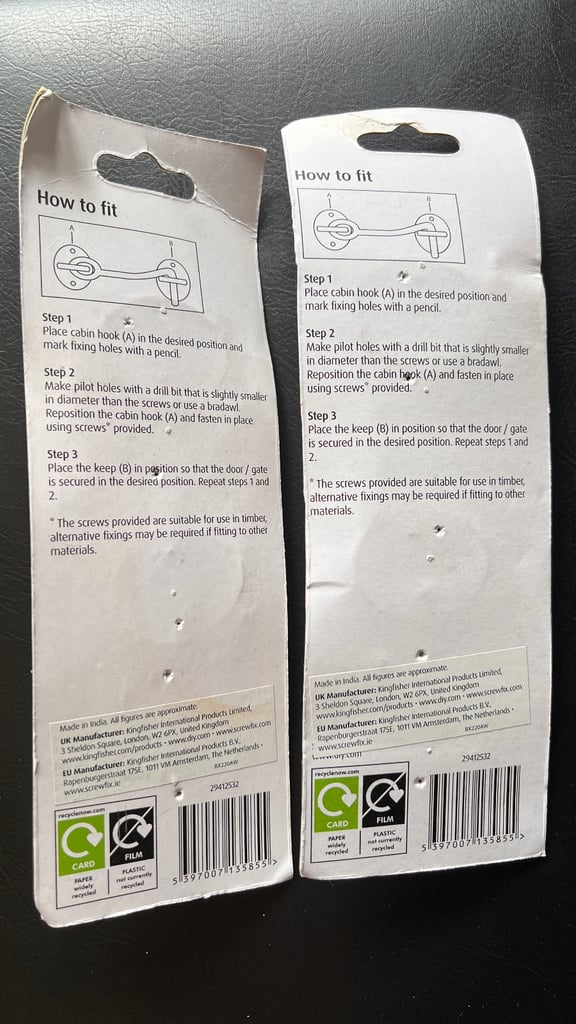 How to fit
A
B
Step 1
Place cabin hook (A) in the desired position and
mark fixing holes with a pencil.
Step 2
Make pilot holes with a drill bit that is slightly smaller
in diameter than the screws or use a bradawl.
Reposition the cabin hook (A) and fasten in place
using screws* provided.
Step 3
Place the keep (B) in position so that the door / gate
is secured in the desired position. Repeat steps 1 and
2.
* The screws provided are suitable for use in timber,
alternative fixings may be required if fitting to other
materials.
Made in India. All figures are approximate.
UK Manufacturer: Kingfisher International Products Limited,
3 Sheldon Square, London, W2 6PX, United Kingdom
www.kingfisher.com/products • www.diy.com • www.screwfix.com
EU Manufacturer: Kingfisher International Products B.V.,
Rapenburgerstraat 175E, 1011 VM Amsterdam, The Netherlands •
www.screwfix.ie
BX220AW
29412532
recyclenow.com
CARD
FILM
PAPER
widely
recycled
PLASTIC
not currently
recycled
5 397007 135855 >
How to fit
A
B
Step 1
Place cabin hook (A) in the desired position and
mark fixing holes with a pencil.
Step 2
Make pilot holes with a drill bit that is slightly smaller
in diameter than the screws or use a bradawl.
Reposition the cabin hook (A) and fasten in place
using screws* provided.
Step 3
Place the keep (B) in position so that the door / gate
is secured in the desired position. Repeat steps 1 and
2.
* The screws provided are suitable for use in timber,
alternative fixings may be required if fitting to other
materials.
Made in India. All figures are approximate.
UK Manufacturer: Kingfisher International Products Limited,
3 Sheldon Square, London, W2 6PX, United Kingdom
www.kingfisher.com/products • www.diy.com • www.screwfix.com
EU Manufacturer: Kingfisher International Products B.V.,
Rapenburgerstraat 175E, 1011 VM Amsterdam, The Netherlands •
www.screwfix.ie
BX220AW
29412532
recyclenow.com
CARD
FILM
PAPER
widely
recycled
PLASTIC
not currently
recycled
5 397007 135855 >